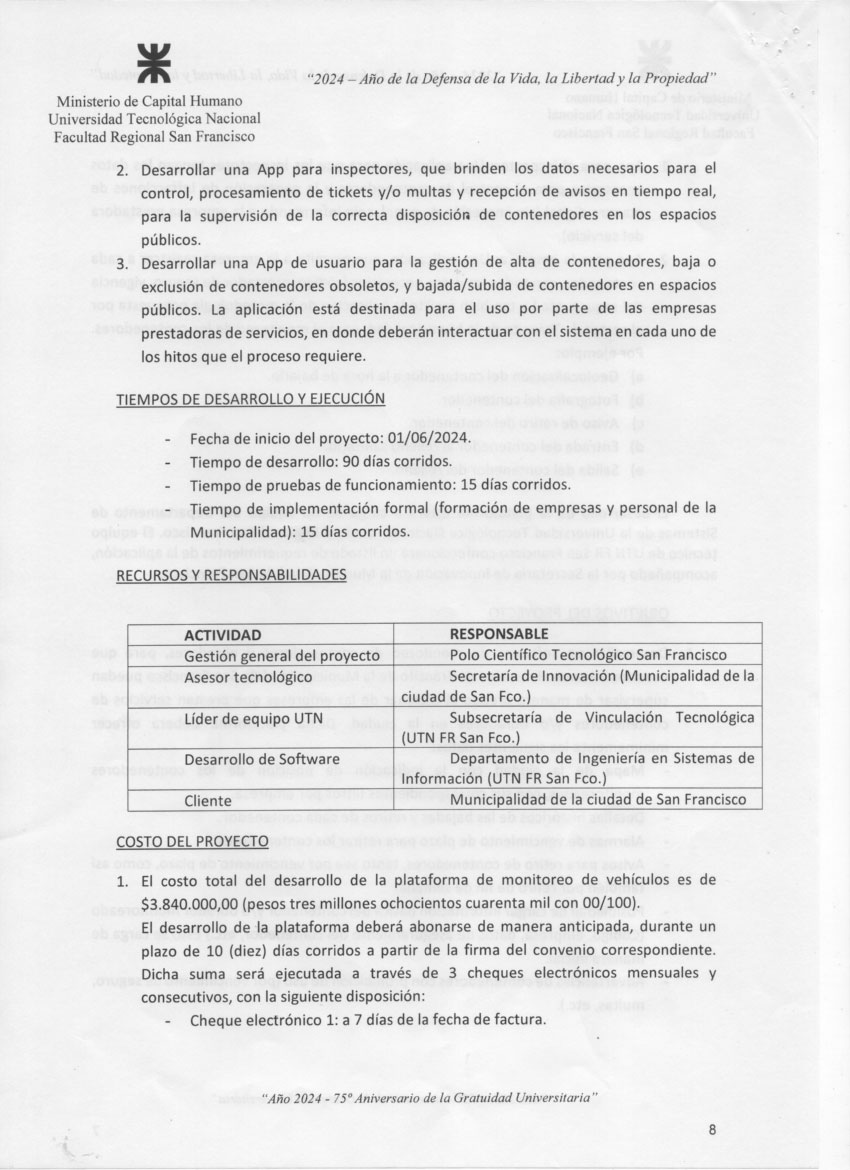 "2024 – Año de la Defensa de la Vida, la Libertad y la Propiedad"
Ministerio de Capital Humano
Universidad Tecnológica Nacional
Facultad Regional San Francisco
2. Desarrollar una App para inspectores, que brinden los datos necesarios para el
control, procesamiento de tickets y/o multas y recepción de avisos en tiempo real,
para la supervisión de la correcta disposición de contenedores en los espacios
públicos.
3. Desarrollar una App de usuario para la gestión de alta de contenedores, baja o
exclusión de contenedores obsoletos, y bajada/subida de contenedores en espacios
públicos. La aplicación está destinada para el uso por parte de las empresas
prestadoras de servicios, en donde deberán interactuar con el sistema en cada uno de
los hitos que el proceso requiere.
TIEMPOS DE DESARROLLO Y EJECUCIÓN
- Fecha de inicio del proyecto: 01/06/2024.
- Tiempo de desarrollo: 90 días corridos.
- Tiempo de pruebas de funcionamiento: 15 días corridos.
- Tiempo de implementación formal (formación de empresas y personal de la
Municipalidad): 15 días corridos.
RECURSOS Y RESPONSABILIDADES
ACTIVIDAD RESPONSABLE
Gestión general del proyecto Polo Científico Tecnológico San Francisco
Asesor tecnológico Secretaría de Innovación (Municipalidad de la
ciudad de San Fco.)
Líder de equipo UTN Subsecretaría de Vinculación Tecnológica
(UTN FR San Fco.)
Desarrollo de Software Departamento de Ingeniería en Sistemas de
Información (UTN FR San Fco.)
Cliente Municipalidad de la ciudad de San Francisco
COSTO DEL PROYECTO
1. El costo total del desarrollo de la plataforma de monitoreo de vehículos es de
$3.840.000,00 (pesos tres millones ochocientos cuarenta mil con 00/100).
El desarrollo de la plataforma deberá abonarse de manera anticipada, durante un
plazo de 10 (diez) días corridos a partir de la firma del convenio correspondiente.
Dicha suma será ejecutada a través de 3 cheques electrónicos mensuales y
consecutivos, con la siguiente disposición:
- Cheque electrónico 1: a 7 días de la fecha de factura.
"Año 2024 - 75º Aniversario de la Gratuidad Universitaria"
8